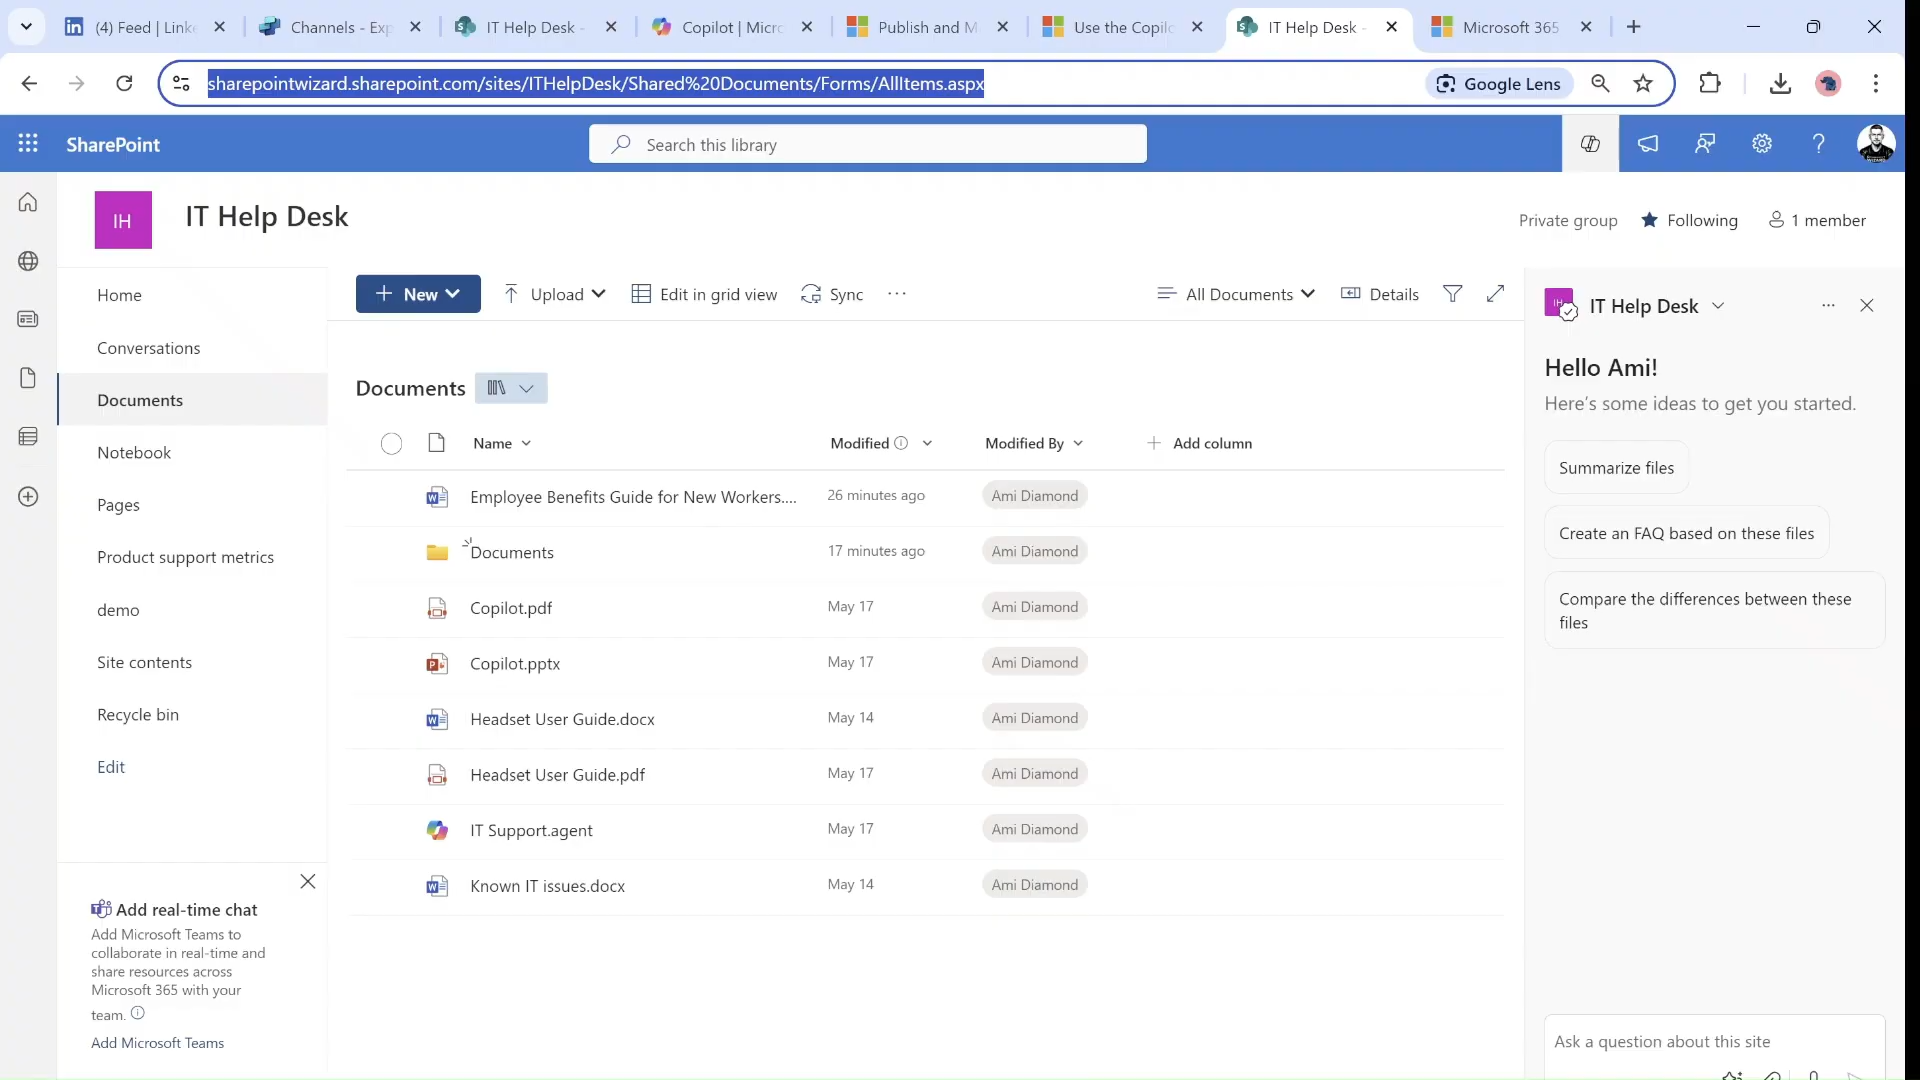 (4) Feed | Linke
Channels - Exp
IT Help Desk -
Copilot | Micro
Publish and M
Use the Copilo
IT Help Desk -
Microsoft 365
sharepointwizard.sharepoint.com/sites/ITHelpDesk/Shared%20Documents/Forms/AllItems.aspx
Google Lens
SharePoint
Search this library
IH
IT Help Desk
Private group
Following
1 member
Home
Conversations
Documents
Notebook
Pages
Product support metrics
demo
Site contents
Recycle bin
Edit
Add real-time chat
Add Microsoft Teams to
collaborate in real-time and
share resources across
Microsoft 365 with your
team.
Add Microsoft Teams
New
Upload
Edit in grid view
Sync
All Documents
Details
Documents
Name Modified Modified By Add column
Employee Benefits Guide for New Workers.... 26 minutes ago Ami Diamond
Documents 17 minutes ago Ami Diamond
Copilot.pdf May 17 Ami Diamond
Copilot.pptx May 17 Ami Diamond
Headset User Guide.docx May 14 Ami Diamond
Headset User Guide.pdf May 17 Ami Diamond
IT Support.agent May 17 Ami Diamond
Known IT issues.docx May 14 Ami Diamond
IH
IT Help Desk
Hello Ami!
Here's some ideas to get you started.
Summarize files
Create an FAQ based on these files
Compare the differences between these
files
Ask a question about this site